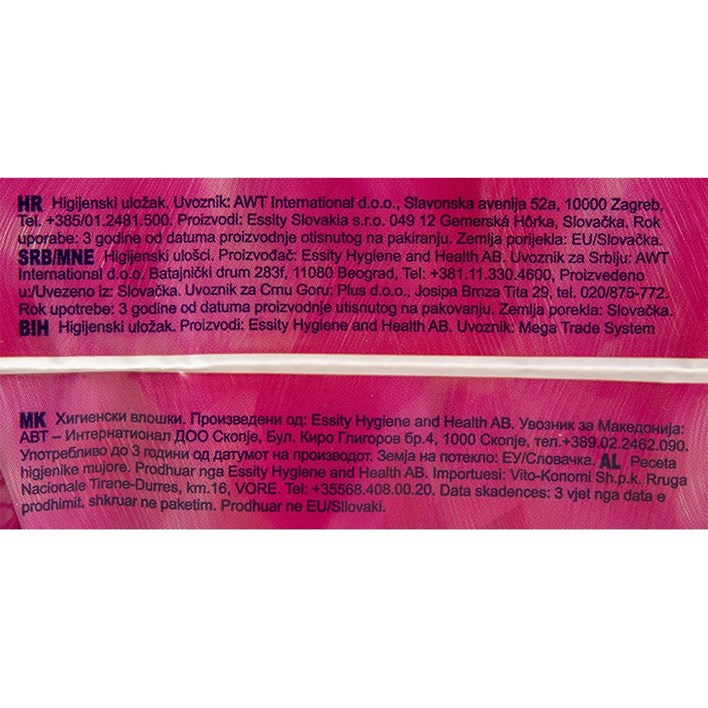 HR Higijenski uložak. Uvoznik: AWT International d.o.o., Slavonska avenija 52a, 10000 Zagreb,
Tel. +385/01.2481.500. Proizvodi: Essity Slovakia s.r.o. 049 12 Gemerská Hôrka, Slovačka. Rok
uporabe: 3 godine od datuma proizvodnje otisnutog na pakiranju. Zemlja porijekla: EU/Slovačka.
SRB/MNE Higijenski ulošci. Proizvođač: Essity Hygiene and Health AB. Uvoznik za Srbiju: AWT
International d.o.o. Batajnički drum 283f, 11080 Beograd, Tel: +381.11.330.4600, Proizvedeno
u:/Uvezeno iz: Slovačka. Uvoznik za Crnu Goru: Plus d.o.o., Josipa Broza Tita 29, tel. 020/875-772.
Rok upotrebe: 3 godine od datuma proizvodnje utisnutog na pakovanju. Zemlja porekla: Slovačka.
BIH Higijenski uložak. Proizvodi: Essity Hygiene and Health AB. Uvoznik: Mega Trade System
MK Хигиенски влошки. Произведени од: Essity Hygiene and Health AB. Увозник за Македонија:
АВТ – Интернационал ДОО Скопје, Бул. Киро Глигоров бр.4, 1000 Скопје, тел.+389.02.2462.090.
Употребливо до 3 години од датумот на производот. Земја на потекло: ЕУ/Словачка. AL Peceta
higjenike mujore. Prodhuar nga Essity Hygiene and Health AB. Importuesi: Vito-Konomi Sh.p.k. Rruga
Nacionale Tirane-Durres, km.16, VORE. Tel: +35568.408.00.20. Data skadences: 3 vjet nga data e
prodhimit, shkruar ne paketim. Prodhuar ne EU/Sllovaki.